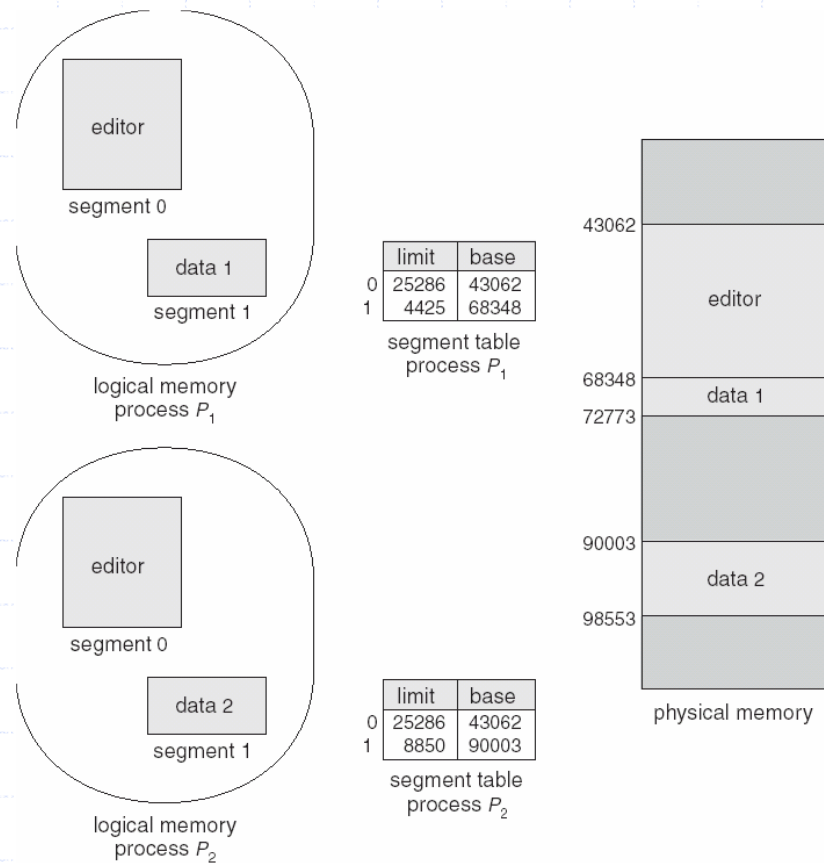 editor
segment 0
data 1
segment 1
logical memory
process P1
limit base
0 25286 43062
1 4425 68348
segment table
process P1
editor
segment 0
data 2
segment 1
logical memory
process P2
limit base
0 25286 43062
1 8850 90003
segment table
process P2
43062
editor
68348
data 1
72773
90003
data 2
98553
physical memory